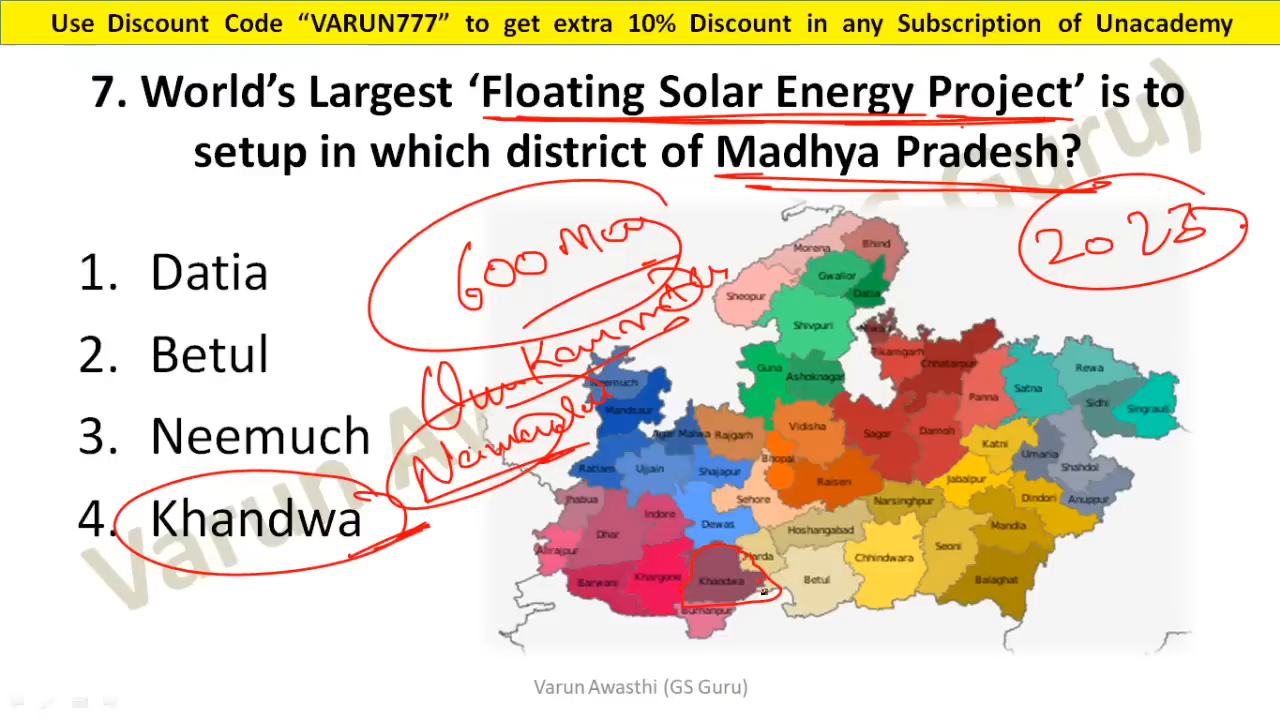 Use Discount Code “VARUN777” to get extra 10% Discount in any Subscription of Unacademy
7. World’s Largest ‘Floating Solar Energy Project’ is to
setup in which district of Madhya Pradesh?
2023
600 MW
1. Datia
2. Betul
3. Neemuch
4. Khandwa
Morena
Bhind
Gwalior
Datia
Sheopur
Shivpuri
Niwari
Tikamgarh
Chhatarpur
Rewa
Guna
Ashoknagar
Panna
Satna
Sidhi
Singrauli
Neemuch
Mandsaur
Agar Malwa
Rajgarh
Vidisha
Sagar
Damoh
Katni
Umaria
Shahdol
Ratlam
Ujjain
Shajapur
Bhopal
Raisen
Jabalpur
Anuppur
Jhabua
Indore
Sehore
Narsinghpur
Dindori
Dhar
Dewas
Hoshangabad
Mandla
Alirajpur
Harda
Chhindwara
Seoni
Barwani
Khargone
Khandwa
Betul
Balaghat
Burhanpur
Narmada
Varun Awasthi (GS Guru)